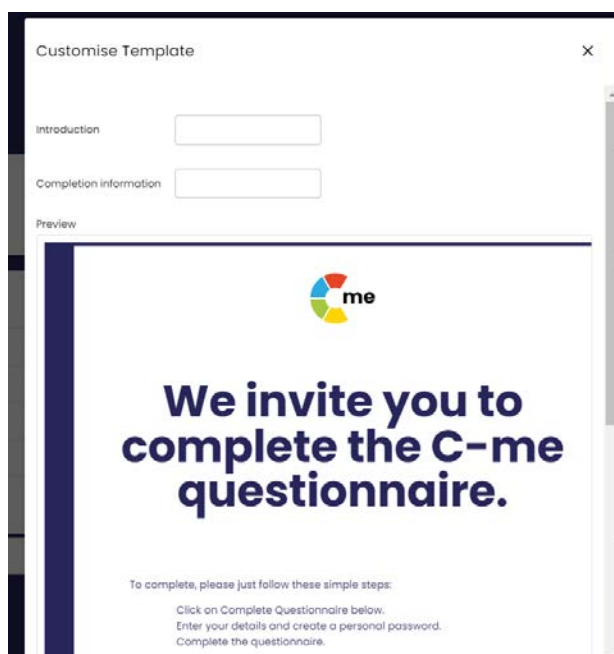 Customise Template
Introduction
Completion information
Preview
me
We invite you to
complete the C-me
questionnaire.
To complete, please just follow these simple steps:
Click on Complete Questionnaire below.
Enter your details and create a personal password.
Complete the questionnaire.